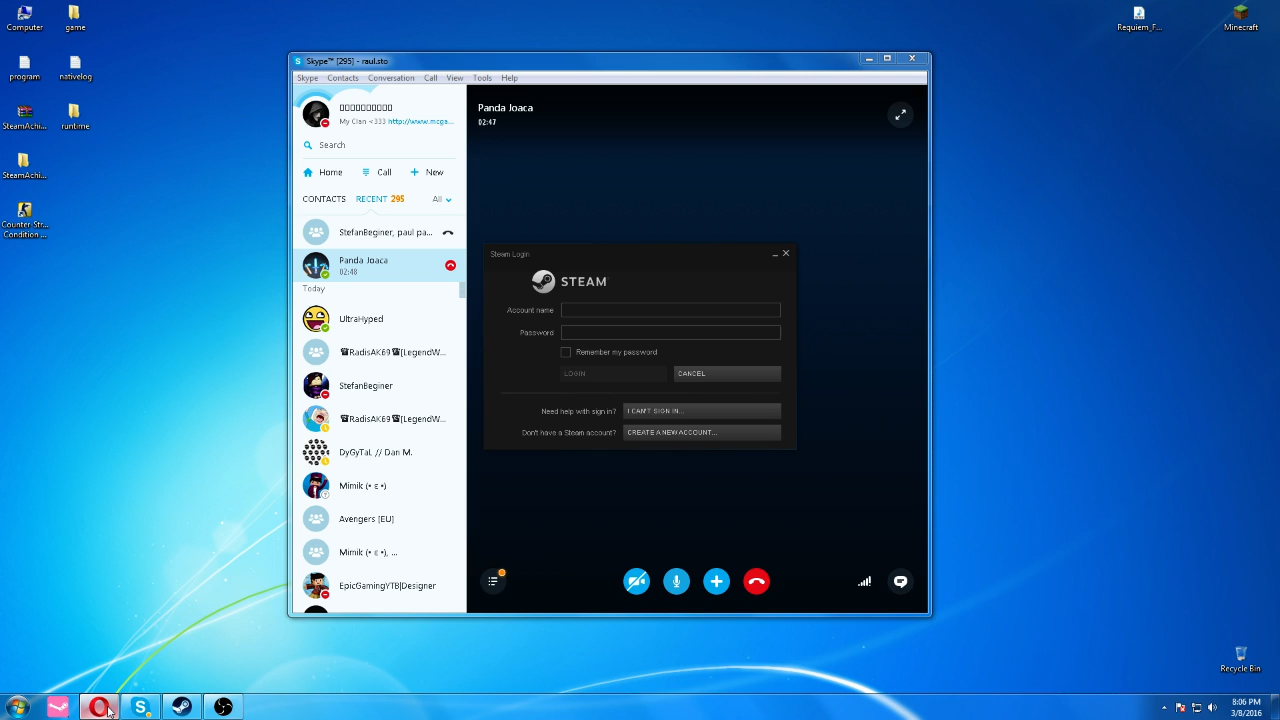 Computer
game
Requiem_F...
Minecraft
program
nativelog
SteamAchi...
runtime
SteamAchi...
Counter-Str...
Condition ...
Skype™ [295] - raul.sto
Skype Contacts Conversation Call View Tools Help
My Clan <333 http://www.mcga...
Search
Home Call New
CONTACTS RECENT 295 All
StefanBeginer, paul pa...
Panda Joaca
02:48
Today
UltraHyped
☎RadisAK69☎[LegendW...
StefanBeginer
☎RadisAK69☎[LegendW...
DyGyTaL // Dan M.
Mimik (• ε •)
Avengers [EU]
Mimik (• ε •), ...
EpicGamingYTB|Designer
Panda Joaca
02:47
Steam Login
STEAM
Account name
Password
Remember my password
LOGIN CANCEL
Need help with sign in? I CAN'T SIGN IN...
Don't have a Steam account? CREATE A NEW ACCOUNT...
Recycle Bin
8:06 PM
3/8/2016